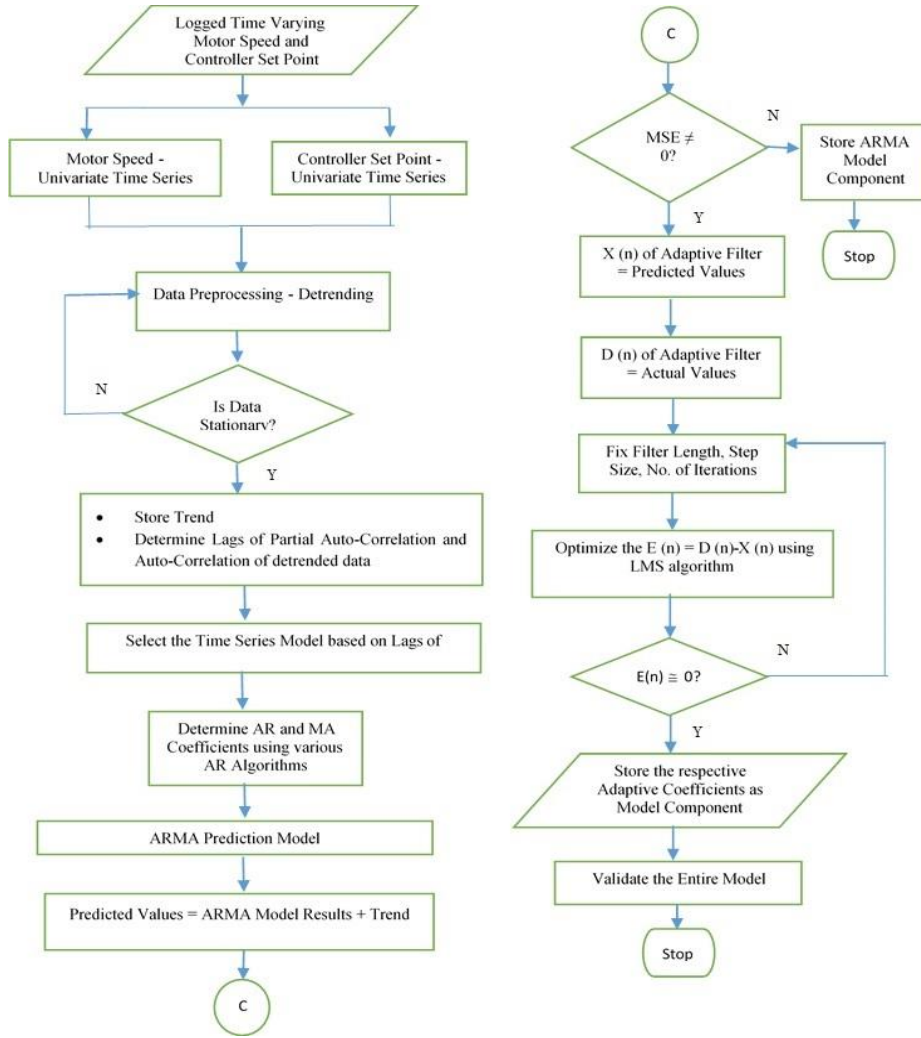 Logged Time Varying
Motor Speed and
Controller Set Point
Motor Speed -
Univariate Time Series
Controller Set Point -
Univariate Time Series
Data Preprocessing - Detrending
N
Is Data
Stationary?
Y
• Store Trend
• Determine Lags of Partial Auto-Correlation and
Auto-Correlation of detrended data
Select the Time Series Model based on Lags of
Determine AR and MA
Coefficients using various
AR Algorithms
ARMA Prediction Model
Predicted Values = ARMA Model Results + Trend
C
C
MSE ≠
0?
N
Store ARMA
Model
Component
Stop
Y
X (n) of Adaptive Filter
= Predicted Values
D (n) of Adaptive Filter
= Actual Values
Fix Filter Length, Step
Size, No. of Iterations
Optimize the E (n) = D (n)-X (n) using
LMS algorithm
E(n) ≅ 0?
N
Y
Store the respective
Adaptive Coefficients as
Model Component
Validate the Entire Model
Stop